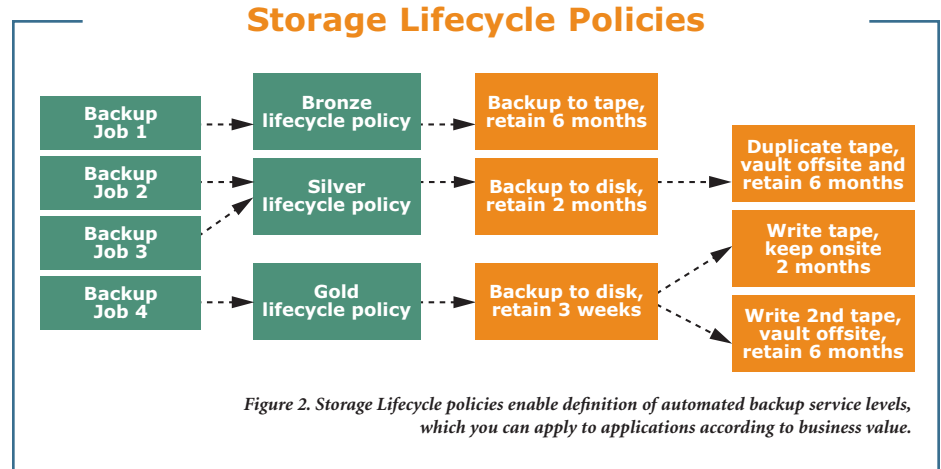 Storage Lifecycle Policies
Backup
Job 1
Backup
Job 2
Backup
Job 3
Backup
Job 4
Bronze
lifecycle policy
Silver
lifecycle policy
Gold
lifecycle policy
Backup to tape,
retain 6 months
Backup to disk,
retain 2 months
Backup to disk,
retain 3 weeks
Duplicate tape,
vault offsite and
retain 6 months
Write tape,
keep onsite
2 months
Write 2nd tape,
vault offsite,
retain 6 months
Figure 2. Storage Lifecycle policies enable definition of automated backup service levels,
which you can apply to applications according to business value.